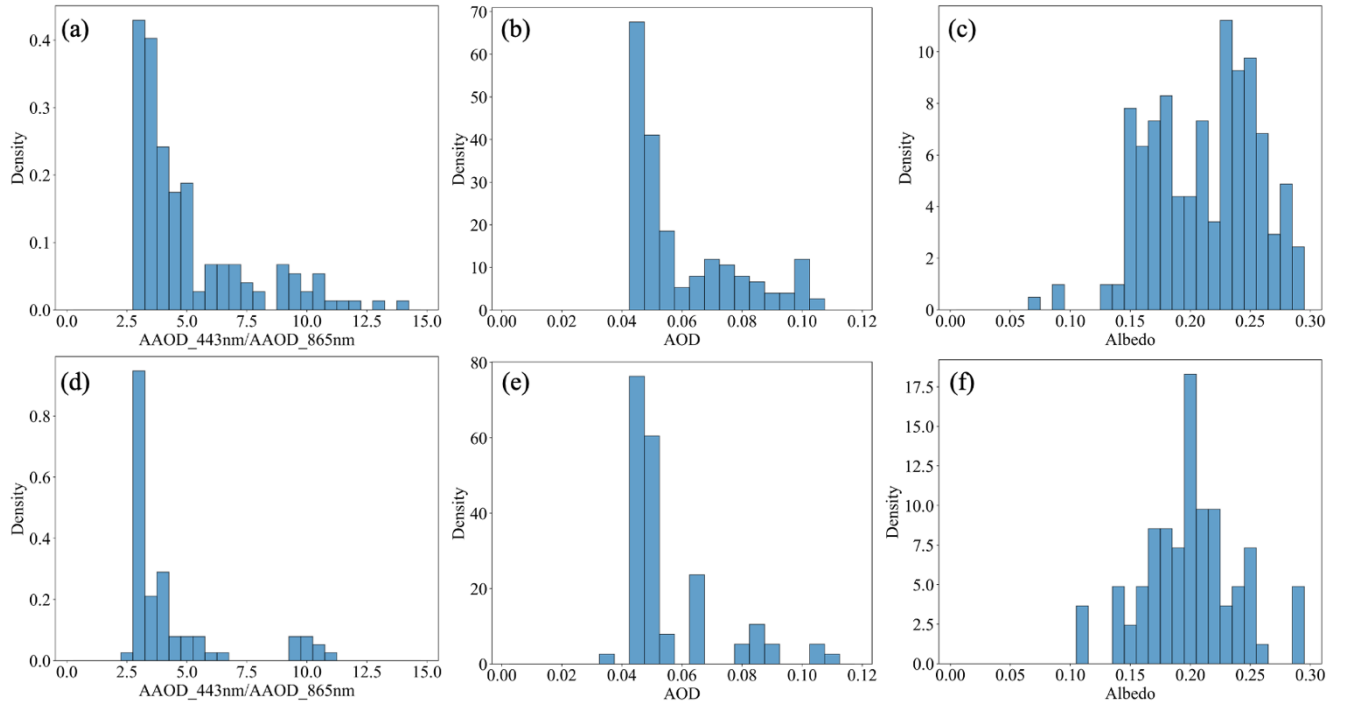 (a)
Density
0.4
0.3
0.2
0.1
0.0
0.0 2.5 5.0 7.5 10.0 12.5 15.0
AAOD_443nm/AAOD_865nm
(b)
Density
70
60
50
40
30
20
10
0
0.00 0.02 0.04 0.06 0.08 0.10 0.12
AOD
(c)
Density
10
8
6
4
2
0
0.00 0.05 0.10 0.15 0.20 0.25 0.30
Albedo
(d)
Density
0.8
0.6
0.4
0.2
0.0
0.0 2.5 5.0 7.5 10.0 12.5 15.0
AAOD_443nm/AAOD_865nm
(e)
Density
80
60
40
20
0
0.00 0.02 0.04 0.06 0.08 0.10 0.12
AOD
(f)
Density
17.5
15.0
12.5
10.0
7.5
5.0
2.5
0.0
0.00 0.05 0.10 0.15 0.20 0.25 0.30
Albedo